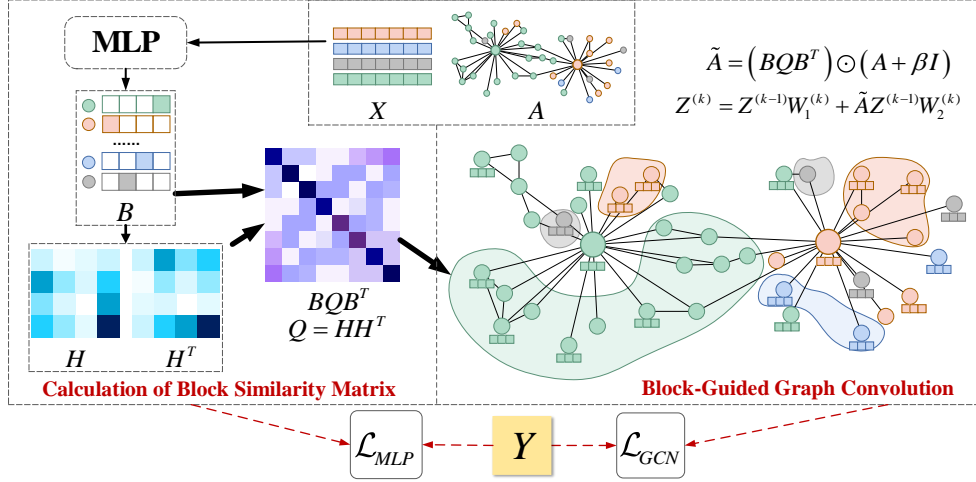 MLP
X
A
Ã = (BQB^T) ⊙ (A + βI)
Z^(k) = Z^(k-1)W_1^(k) + ÃZ^(k-1)W_2^(k)
......
B
H
H^T
BQB^T
Q = HH^T
Calculation of Block Similarity Matrix
Block-Guided Graph Convolution
ℒ_MLP
Y
ℒ_GCN